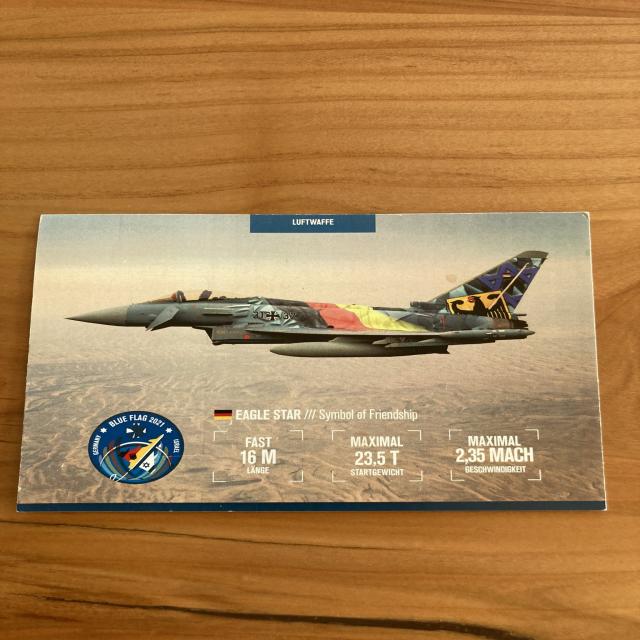 LUFTWAFFE
EAGLE STAR /// Symbol of Friendship
BLUE FLAG 2021
GERMANY
ISRAEL
FAST
16 M
LÄNGE
MAXIMAL
23,5 T
STARTGEWICHT
MAXIMAL
2,35 MACH
GESCHWINDIGKEIT